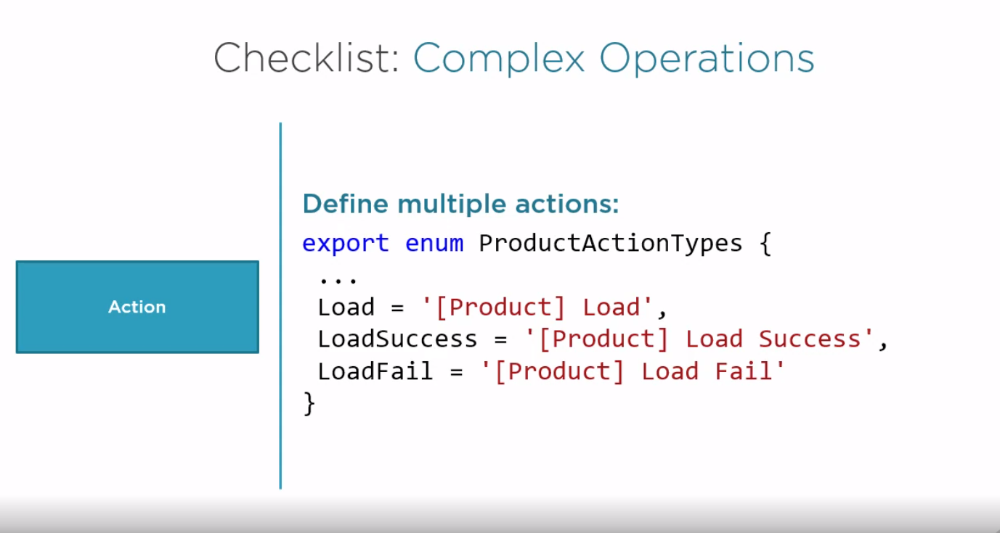 Checklist: Complex Operations
Action
Define multiple actions:
export enum ProductActionTypes {
...
Load = '[Product] Load',
LoadSuccess = '[Product] Load Success',
LoadFail = '[Product] Load Fail'
}